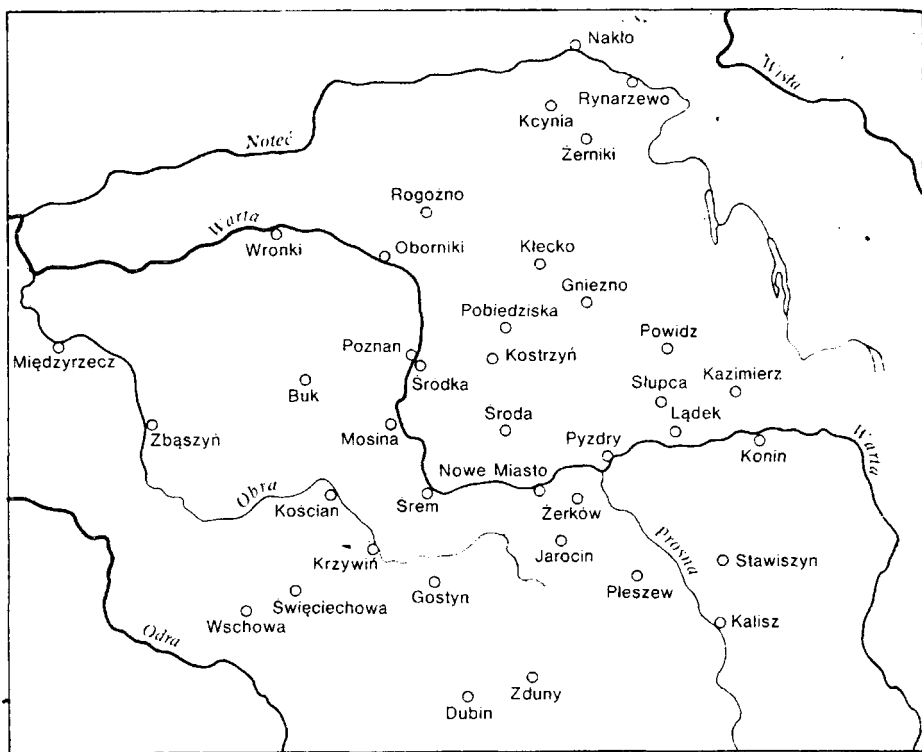 Nakło
Wisła
Rynarzewo
Kcynia
Noteć
Żerniki
Rogoźno
Warta
Wronki
Oborniki
Kłecko
Gniezno
Pobiedziska
Powidz
Międzyrzecz
Poznan
Kostrzyń
Środka
Buk
Kazimierz
Słupca
Środa
Lądek
Zbąszyń
Mosina
Pyzdry
Konin
Warta
Nowe Miasto
Obra
Kościan
Śrem
Żerków
Prosna
Krzywiń
Jarocin
Stawiszyn
Święciechowa
Gostyn
Pleszew
Wschowa
Kalisz
Odra
Zduny
Dubin